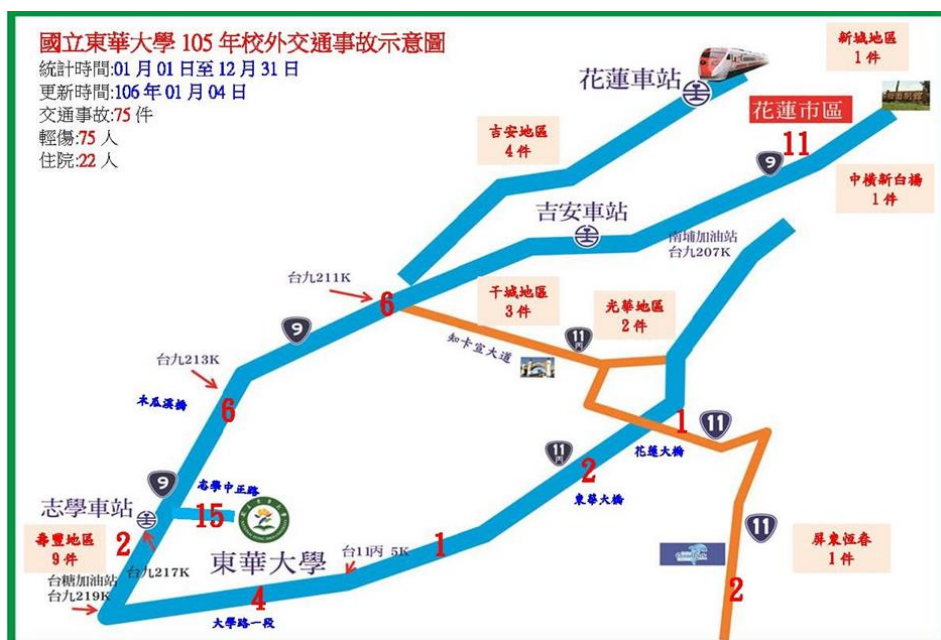 國立東華大學 105 年校外交通事故示意圖
統計時間:01 月 01 日至 12 月 31 日
更新時間:106 年 01 月 04 日
交通事故:75 件
輕傷:75 人
住院:22 人
新城地區
1 件
花蓮車站
花蓮市區
11
9
吉安地區
4 件
中橫新白楊
1 件
吉安車站
南埔加油站
台九207K
台九211K
6
干城地區
3 件
光華地區
2 件
9
11
丙
知卡宣大道
台九213K
木瓜溪橋
6
1
11
花蓮大橋
11
丙
2
東華大橋
9
志學中正路
15
志學車站
2
壽豐地區
9 件
東華大學
台九217K
台11丙 5K
1
11
屏東恆春
1 件
台糖加油站
台九219K
4
大學路一段
2